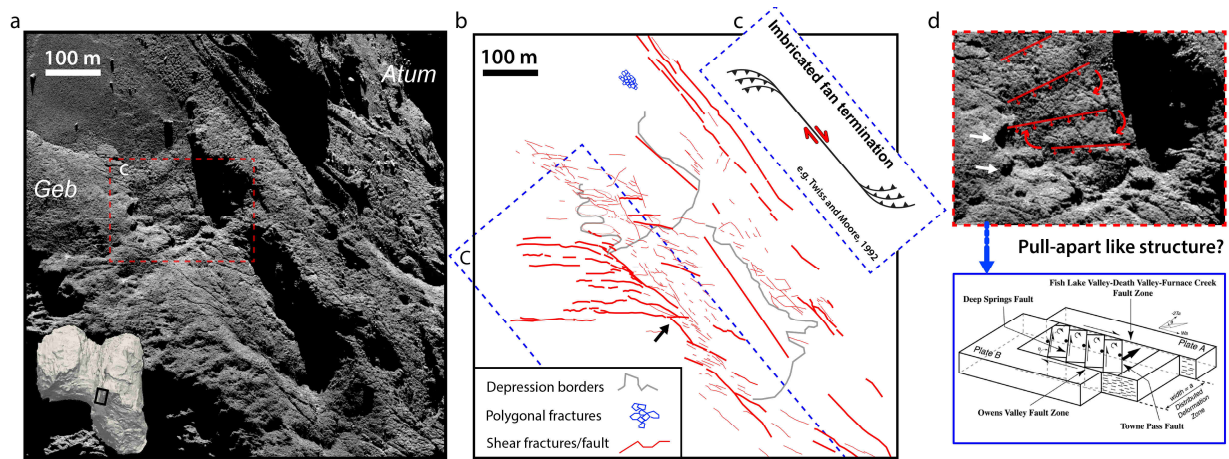 a
100 m
Atum
Geb
C
b
100 m
C
Depression borders
Polygonal fractures
Shear fractures/fault
c
Imbricated fan termination
e.g. Twiss and Moore, 1992
d
Pull-apart like structure?
Fish Lake Valley-Death Valley-Furnace Creek
Fault Zone
Deep Springs Fault
Plate A
Plate B
width = a
Distributed
Deformation
Zone
Owens Valley Fault Zone
Towne Pass Fault